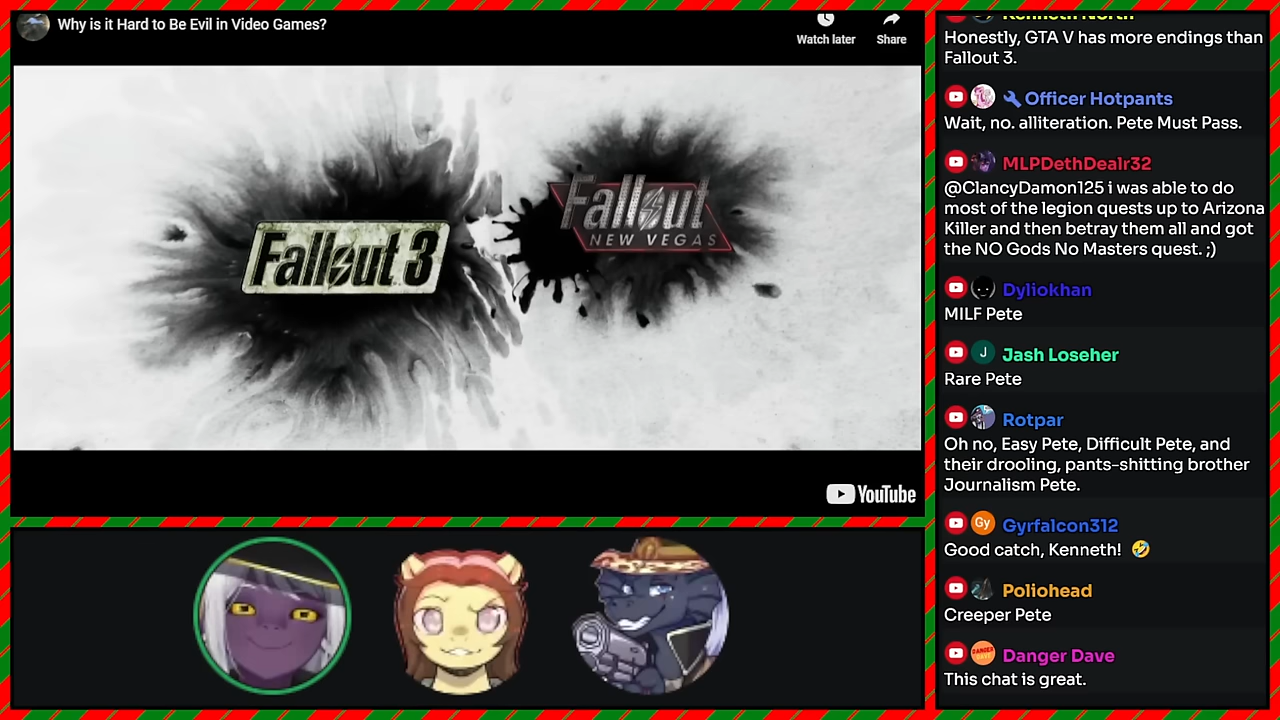 Why is it Hard to Be Evil in Video Games?
Watch later
Share
Fallout 3
Fallout
NEW VEGAS
YouTube
Kenneth North
Honestly, GTA V has more endings than
Fallout 3.
Officer Hotpants
Wait, no. alliteration. Pete Must Pass.
MLPDethDealr32
@ClancyDamon125 i was able to do
most of the legion quests up to Arizona
Killer and then betray them all and got
the NO Gods No Masters quest. ;)
Dyliokhan
MILF Pete
J
Jash Loseher
Rare Pete
Rotpar
Oh no, Easy Pete, Difficult Pete, and
their drooling, pants-shitting brother
Journalism Pete.
Gy
Gyrfalcon312
Good catch, Kenneth! 🤣
Poliohead
Creeper Pete
DANGER
Danger Dave
This chat is great.